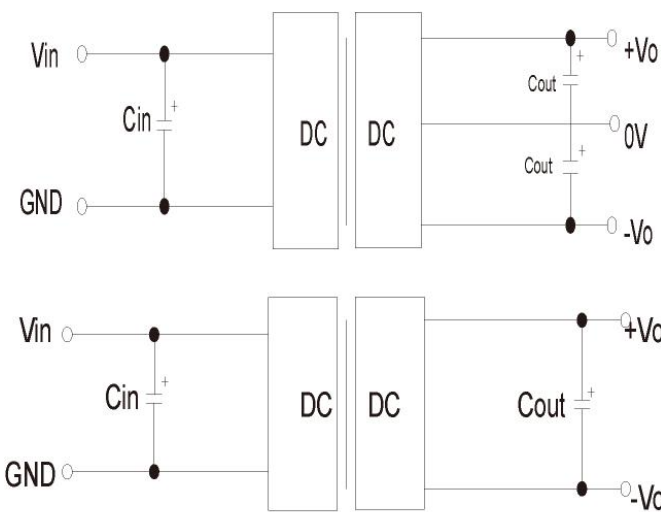 Vin
+
Cin
GND
DC DC
+Vo
+
Cout
0V
+
Cout
-Vo
Vin
+
Cin
GND
DC DC
+Vo
+
Cout
-Vo